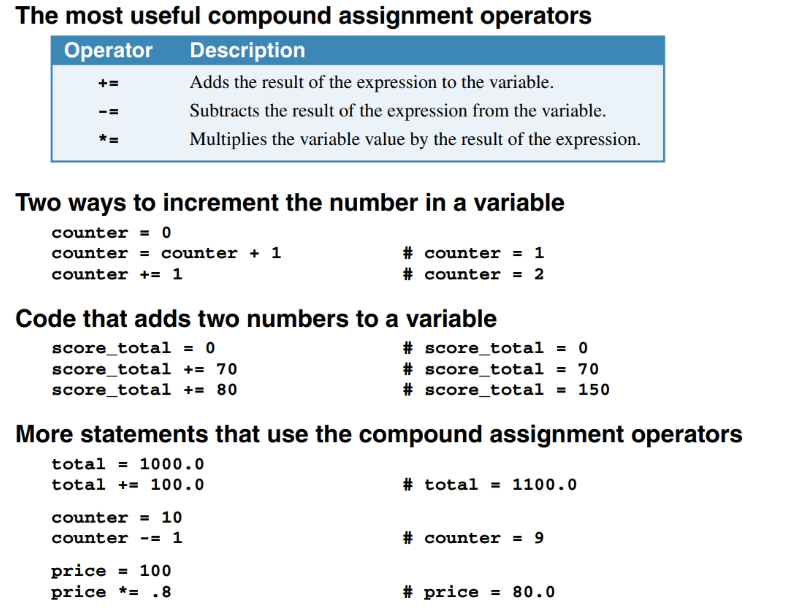 The most useful compound assignment operators
Operator Description
+= Adds the result of the expression to the variable.
-= Subtracts the result of the expression from the variable.
*= Multiplies the variable value by the result of the expression.
Two ways to increment the number in a variable
counter = 0
counter = counter + 1 # counter = 1
counter += 1 # counter = 2
Code that adds two numbers to a variable
score_total = 0 # score_total = 0
score_total += 70 # score_total = 70
score_total += 80 # score_total = 150
More statements that use the compound assignment operators
total = 1000.0
total += 100.0 # total = 1100.0
counter = 10
counter -= 1 # counter = 9
price = 100
price *= .8 # price = 80.0